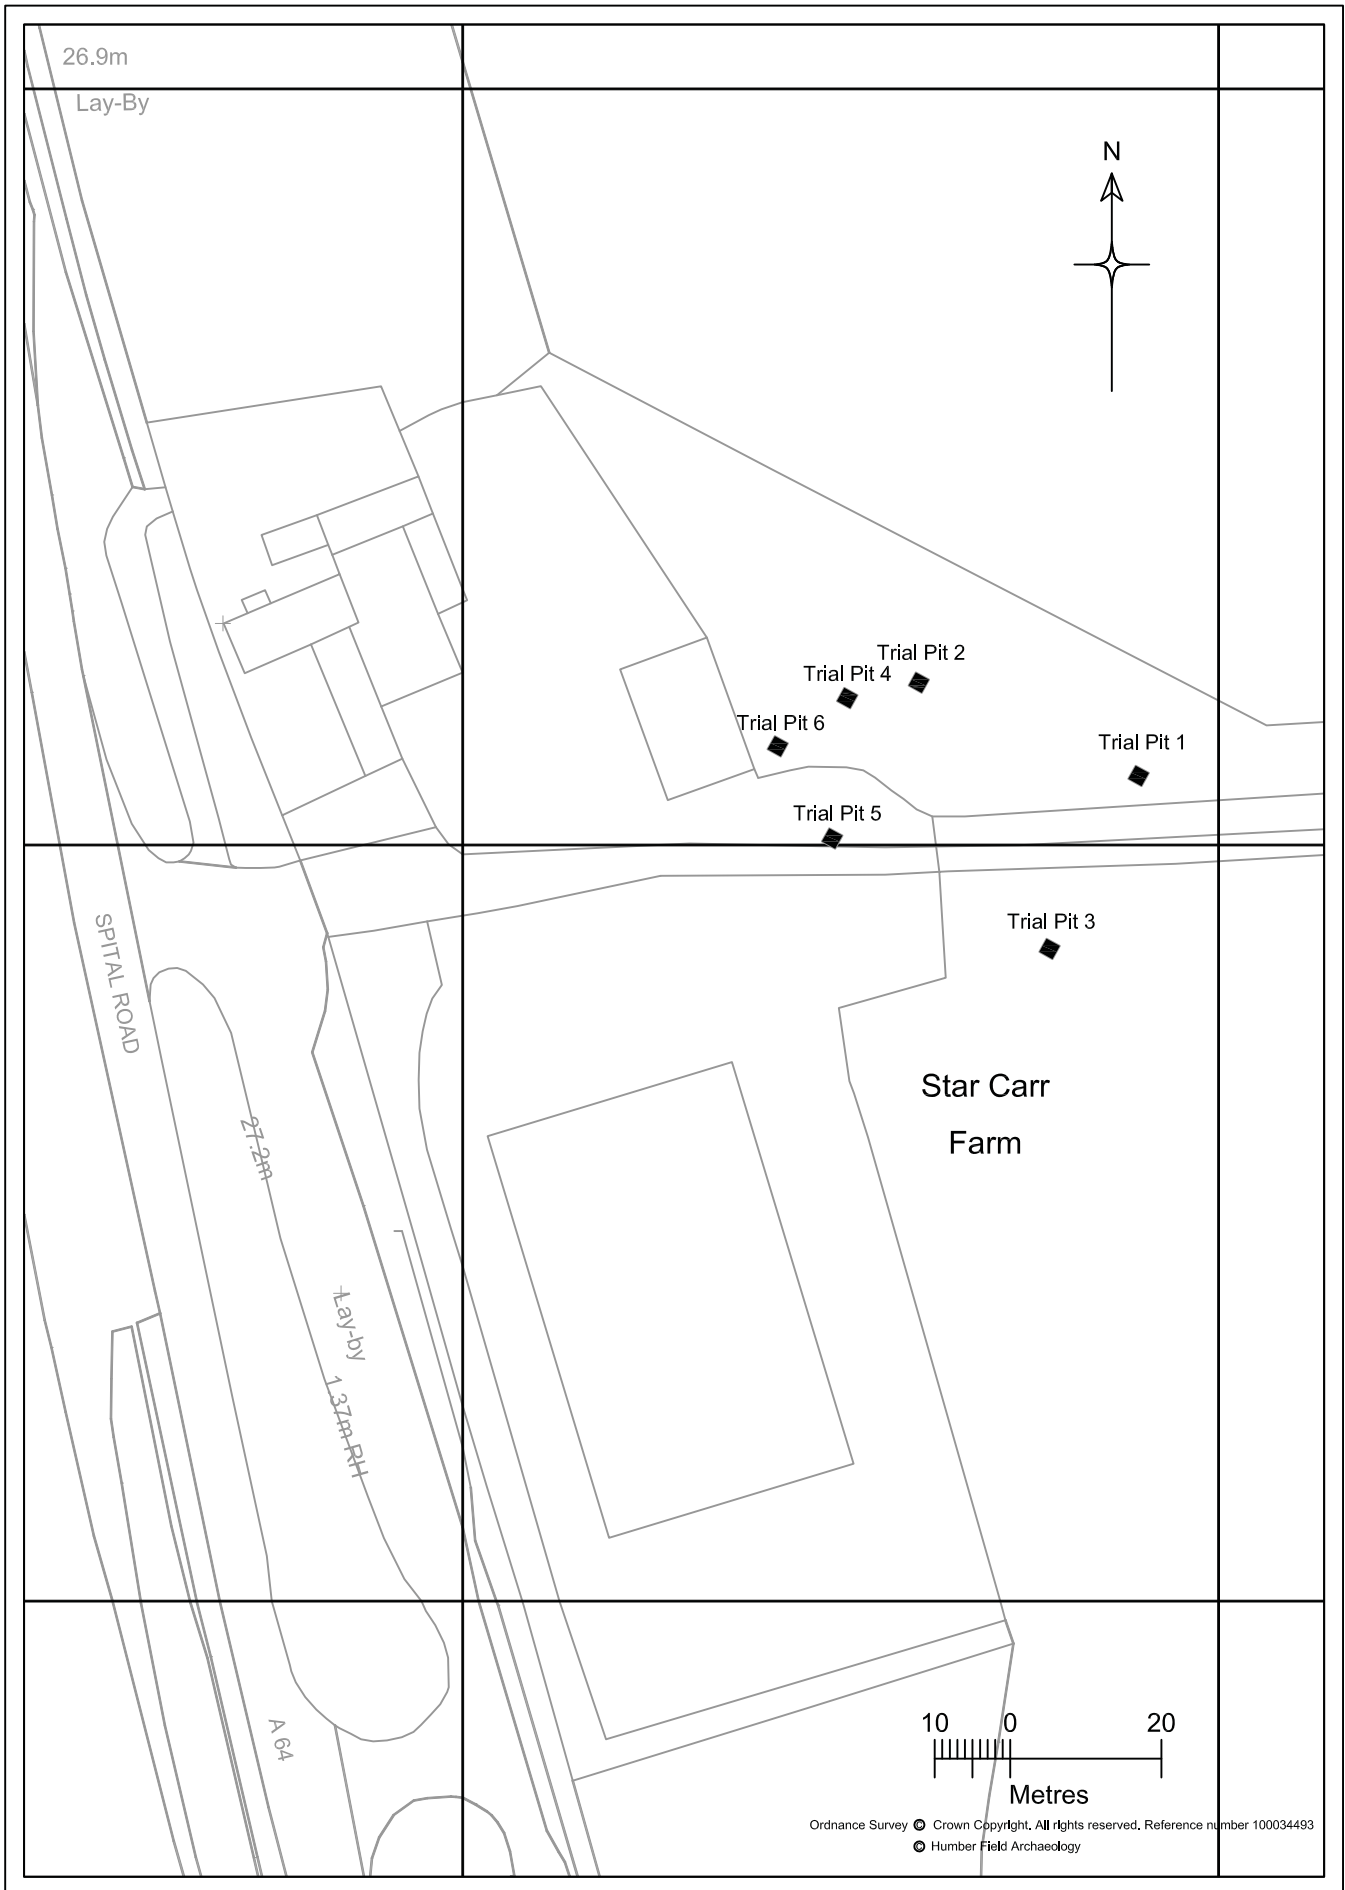 26.9m
Lay-By
N
Trial Pit 2
Trial Pit 4
Trial Pit 6
Trial Pit 1
Trial Pit 5
Trial Pit 3
SPITAL ROAD
Star Carr
Farm
27.2m
Lay-by
1.37m RH
A 64
10 0 20
Metres
Ordnance Survey © Crown Copyright. All rights reserved. Reference number 100034493
© Humber Field Archaeology